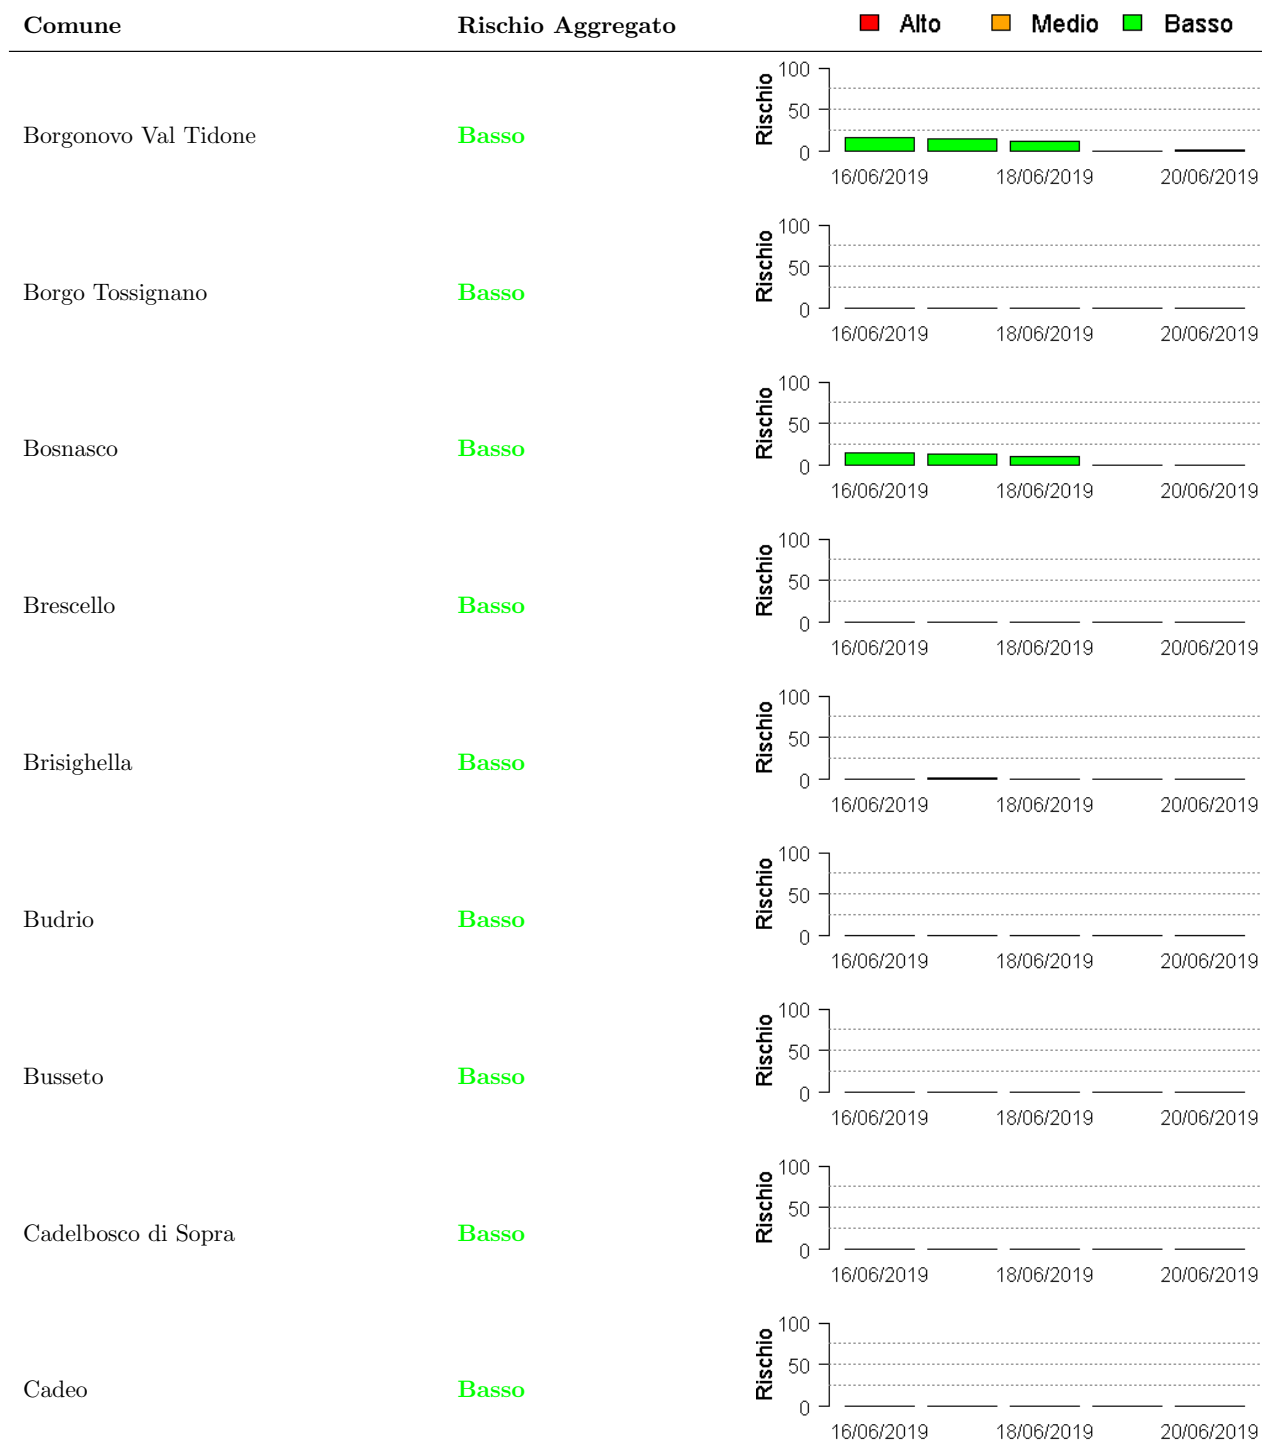 Comune Rischio Aggregato Alto Medio Basso
Borgonovo Val Tidone Basso Rischio 100 50 0
16/06/2019 18/06/2019 20/06/2019
Borgo Tossignano Basso Rischio 100 50 0
16/06/2019 18/06/2019 20/06/2019
Bosnasco Basso Rischio 100 50 0
16/06/2019 18/06/2019 20/06/2019
Brescello Basso Rischio 100 50 0
16/06/2019 18/06/2019 20/06/2019
Brisighella Basso Rischio 100 50 0
16/06/2019 18/06/2019 20/06/2019
Budrio Basso Rischio 100 50 0
16/06/2019 18/06/2019 20/06/2019
Busseto Basso Rischio 100 50 0
16/06/2019 18/06/2019 20/06/2019
Cadelbosco di Sopra Basso Rischio 100 50 0
16/06/2019 18/06/2019 20/06/2019
Cadeo Basso Rischio 100 50 0
16/06/2019 18/06/2019 20/06/2019